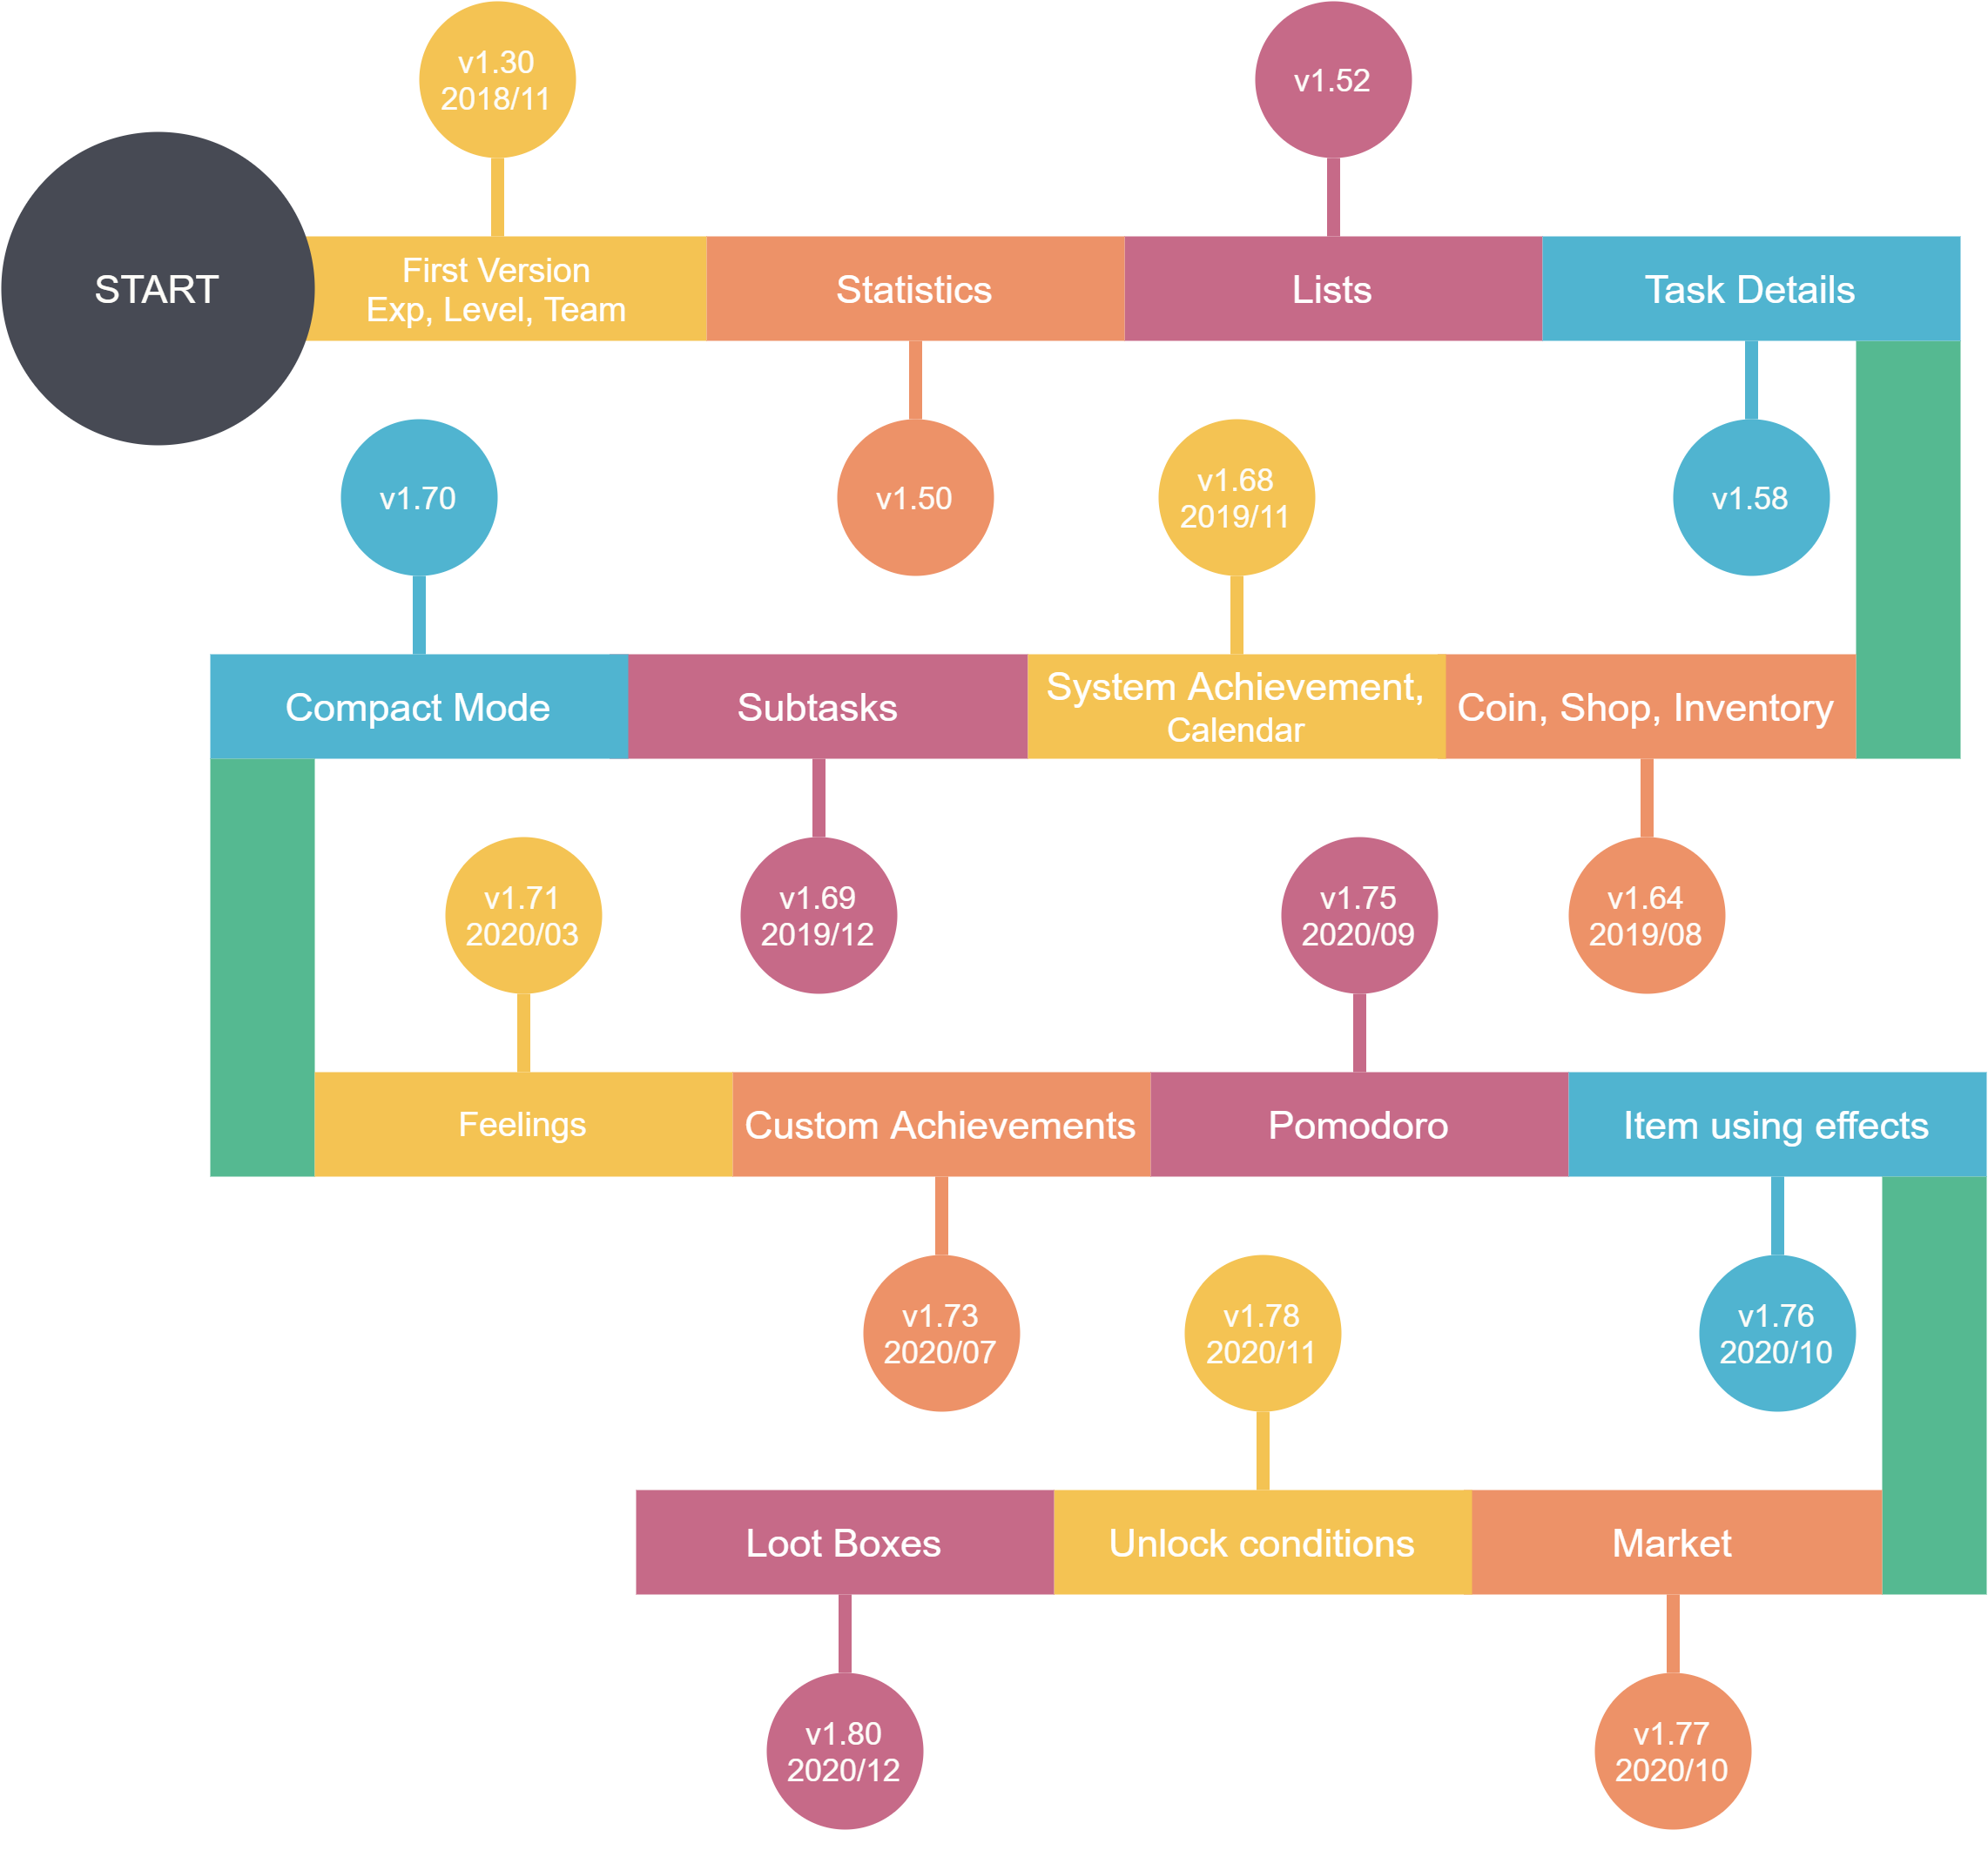 v1.30
2018/11
v1.52
START
First Version
Exp, Level, Team
Statistics
Lists
Task Details
v1.70
v1.50
v1.68
2019/11
v1.58
Compact Mode
Subtasks
System Achievement,
Calendar
Coin, Shop, Inventory
v1.71
2020/03
v1.69
2019/12
v1.75
2020/09
v1.64
2019/08
Feelings
Custom Achievements
Pomodoro
Item using effects
v1.73
2020/07
v1.78
2020/11
v1.76
2020/10
Loot Boxes
Unlock conditions
Market
v1.80
2020/12
v1.77
2020/10